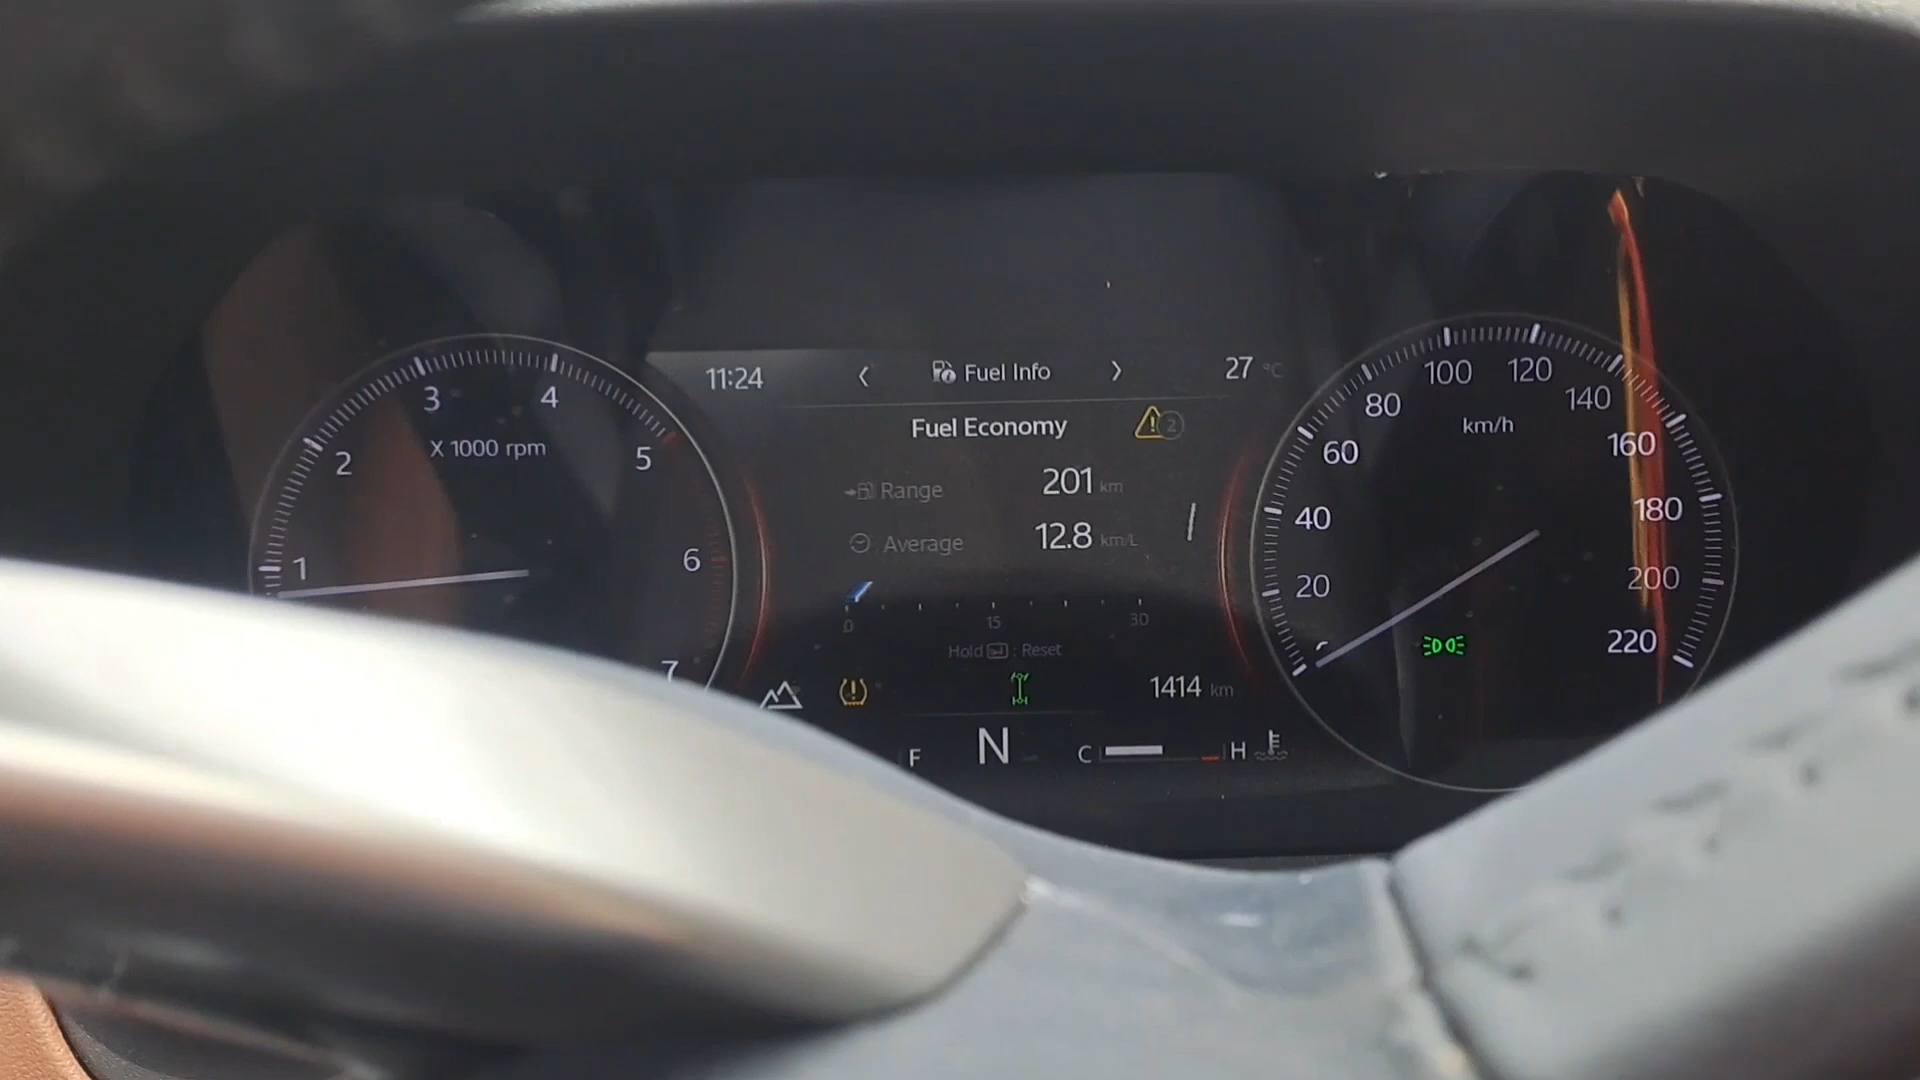 11:24
Fuel Info
27 °C
Fuel Economy
2
Range 201 km
Average 12.8 km/L
0 15 30
Hold : Reset
1414 km
F
N
C H
1 2 3 4 5 6 7
X 1000 rpm
20 40 60 80 100 120 140 160 180 200 220
km/h